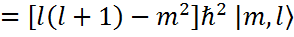 = [l(l + 1) − m²]ℏ² |m, l⟩